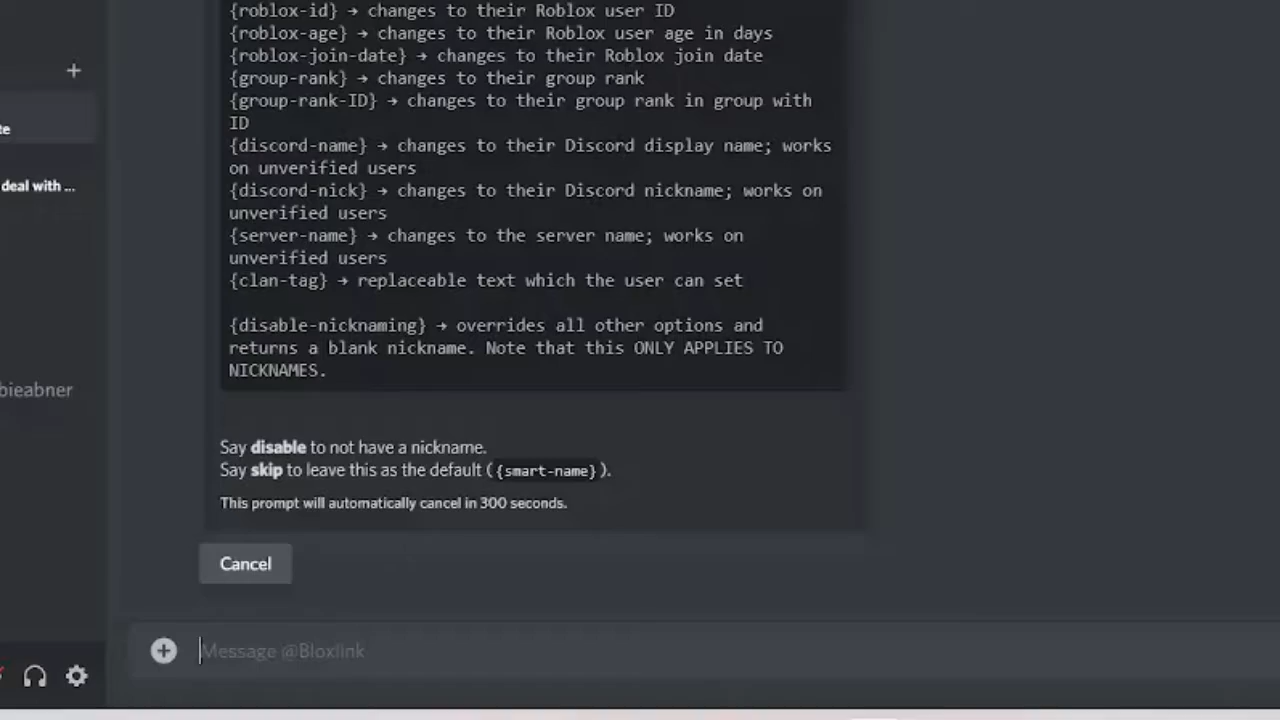 {roblox-id} → changes to their Roblox user ID
{roblox-age} → changes to their Roblox user age in days
{roblox-join-date} → changes to their Roblox join date
{group-rank} → changes to their group rank
{group-rank-ID} → changes to their group rank in group with
ID
{discord-name} → changes to their Discord display name; works
on unverified users
{discord-nick} → changes to their Discord nickname; works on
unverified users
{server-name} → changes to the server name; works on
unverified users
{clan-tag} → replaceable text which the user can set
{disable-nicknaming} → overrides all other options and
returns a blank nickname. Note that this ONLY APPLIES TO
NICKNAMES.
Say disable to not have a nickname.
Say skip to leave this as the default ({smart-name}).
This prompt will automatically cancel in 300 seconds.
Cancel
Message @Bloxlink
te
deal with ...
bieabner